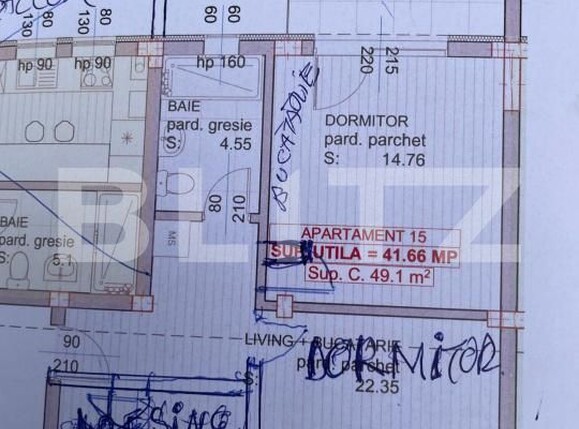 130
80
130
80
60
60
hp 90
hp 90
hp 160
BAIE
pard. gresie
S: 4.55
220
215
DORMITOR
pard. parchet
S: 14.76
BUCATARIE
80
210
MS
BAIE
pard. gresie
S: 5.1
BLITZ
APARTAMENT 15
SUP. UTILA = 41.66 MP
Sup. C. 49.1 m²
90
210
LIVING + BUCATARIE
pard. parchet
S: 22.35
DORMITOR